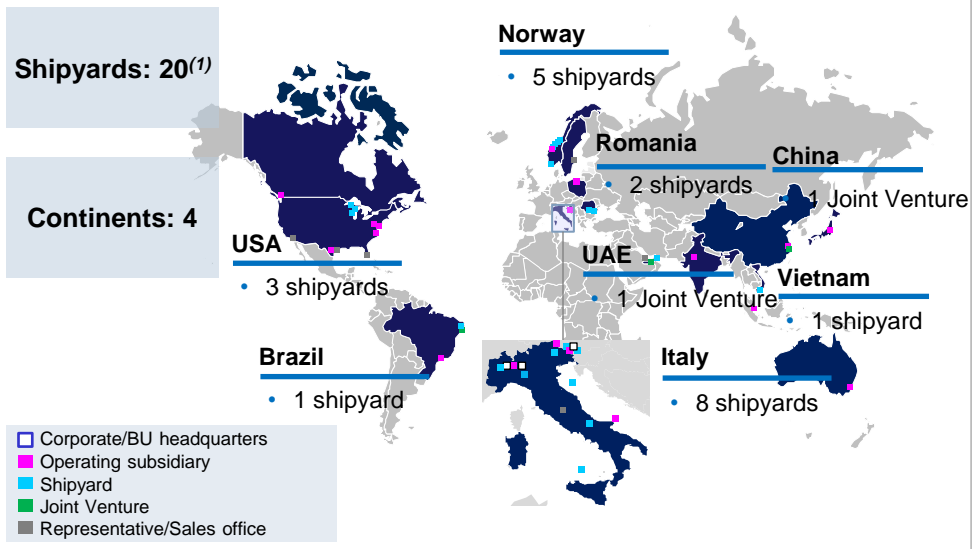 Shipyards: 20(1)
Continents: 4
Norway
• 5 shipyards
Romania
• 2 shipyards
China
• 1 Joint Venture
USA
• 3 shipyards
UAE
• 1 Joint Venture
Vietnam
• 1 shipyard
Brazil
• 1 shipyard
Italy
• 8 shipyards
Corporate/BU headquarters
Operating subsidiary
Shipyard
Joint Venture
Representative/Sales office